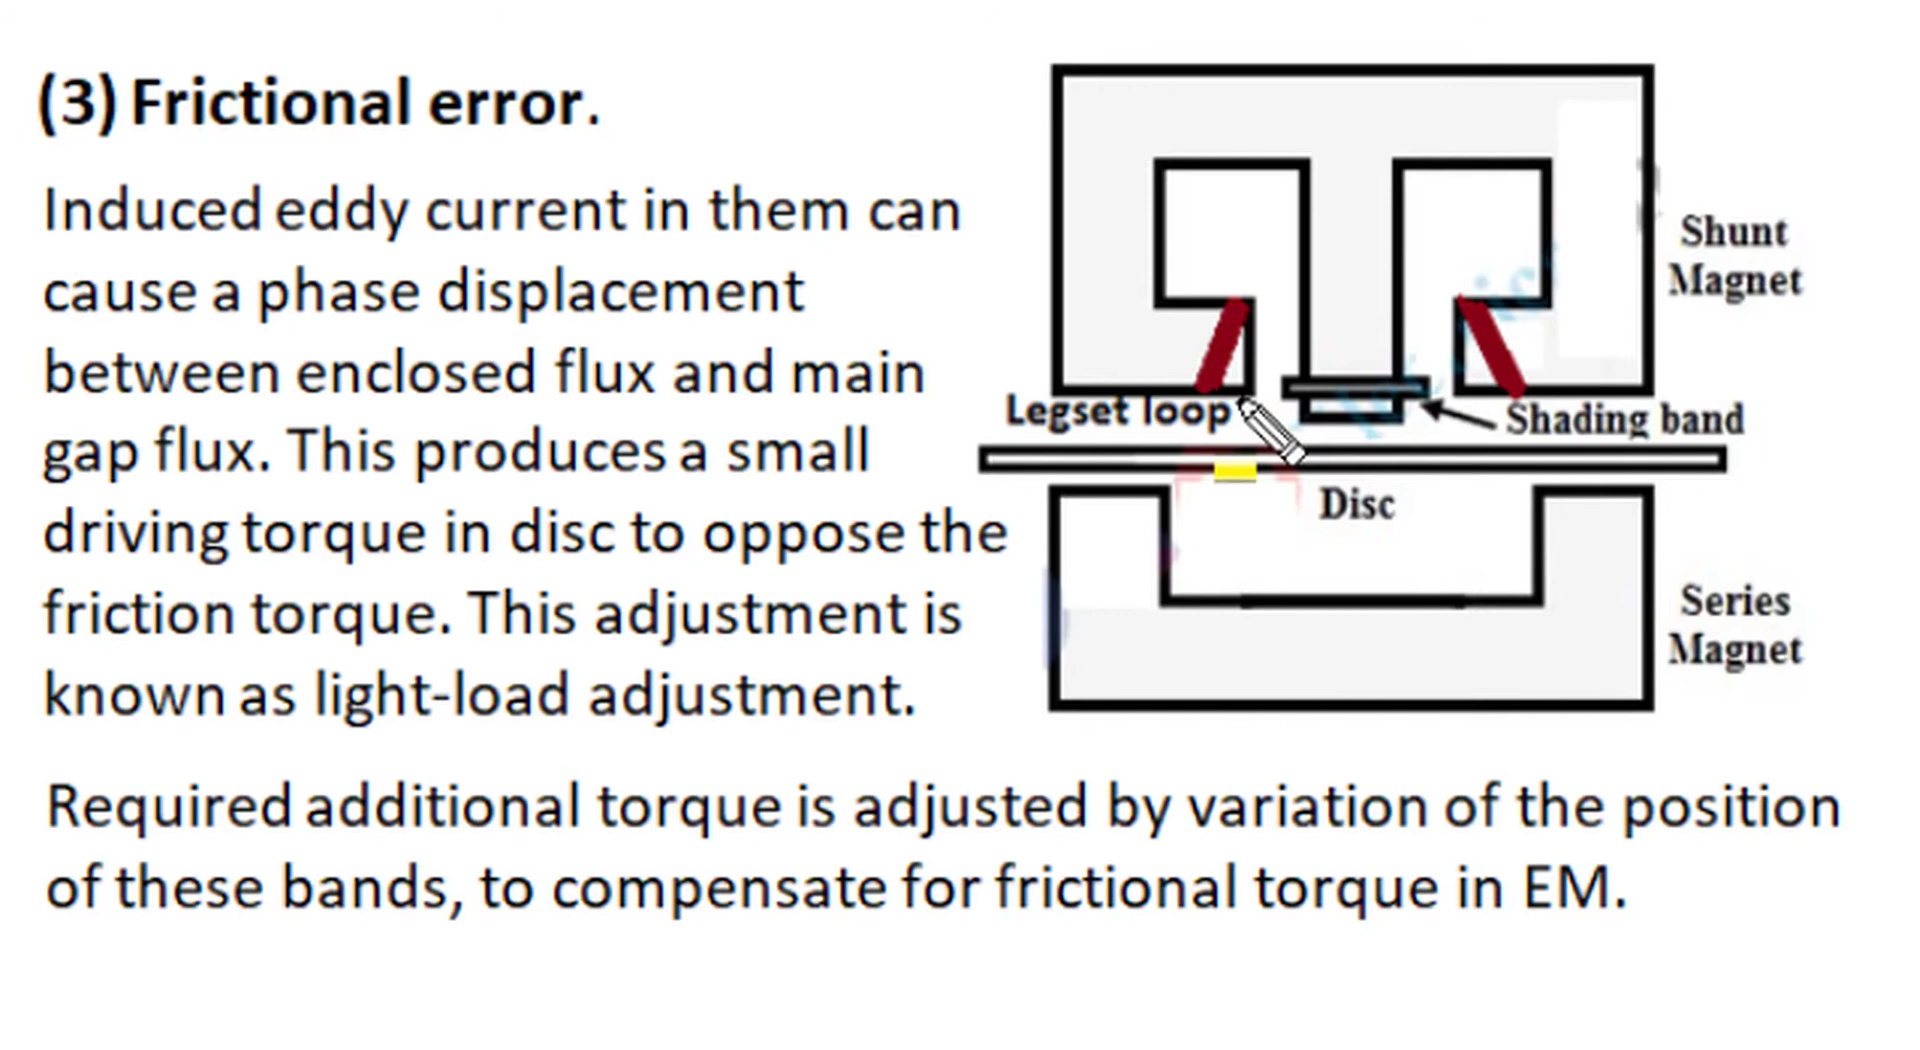 (3) Frictional error.
Induced eddy current in them can
cause a phase displacement
between enclosed flux and main
gap flux. This produces a small
driving torque in disc to oppose the
friction torque. This adjustment is
known as light-load adjustment.
Required additional torque is adjusted by variation of the position
of these bands, to compensate for frictional torque in EM.
Shunt
Magnet
Legset loop
Shading band
Disc
Series
Magnet